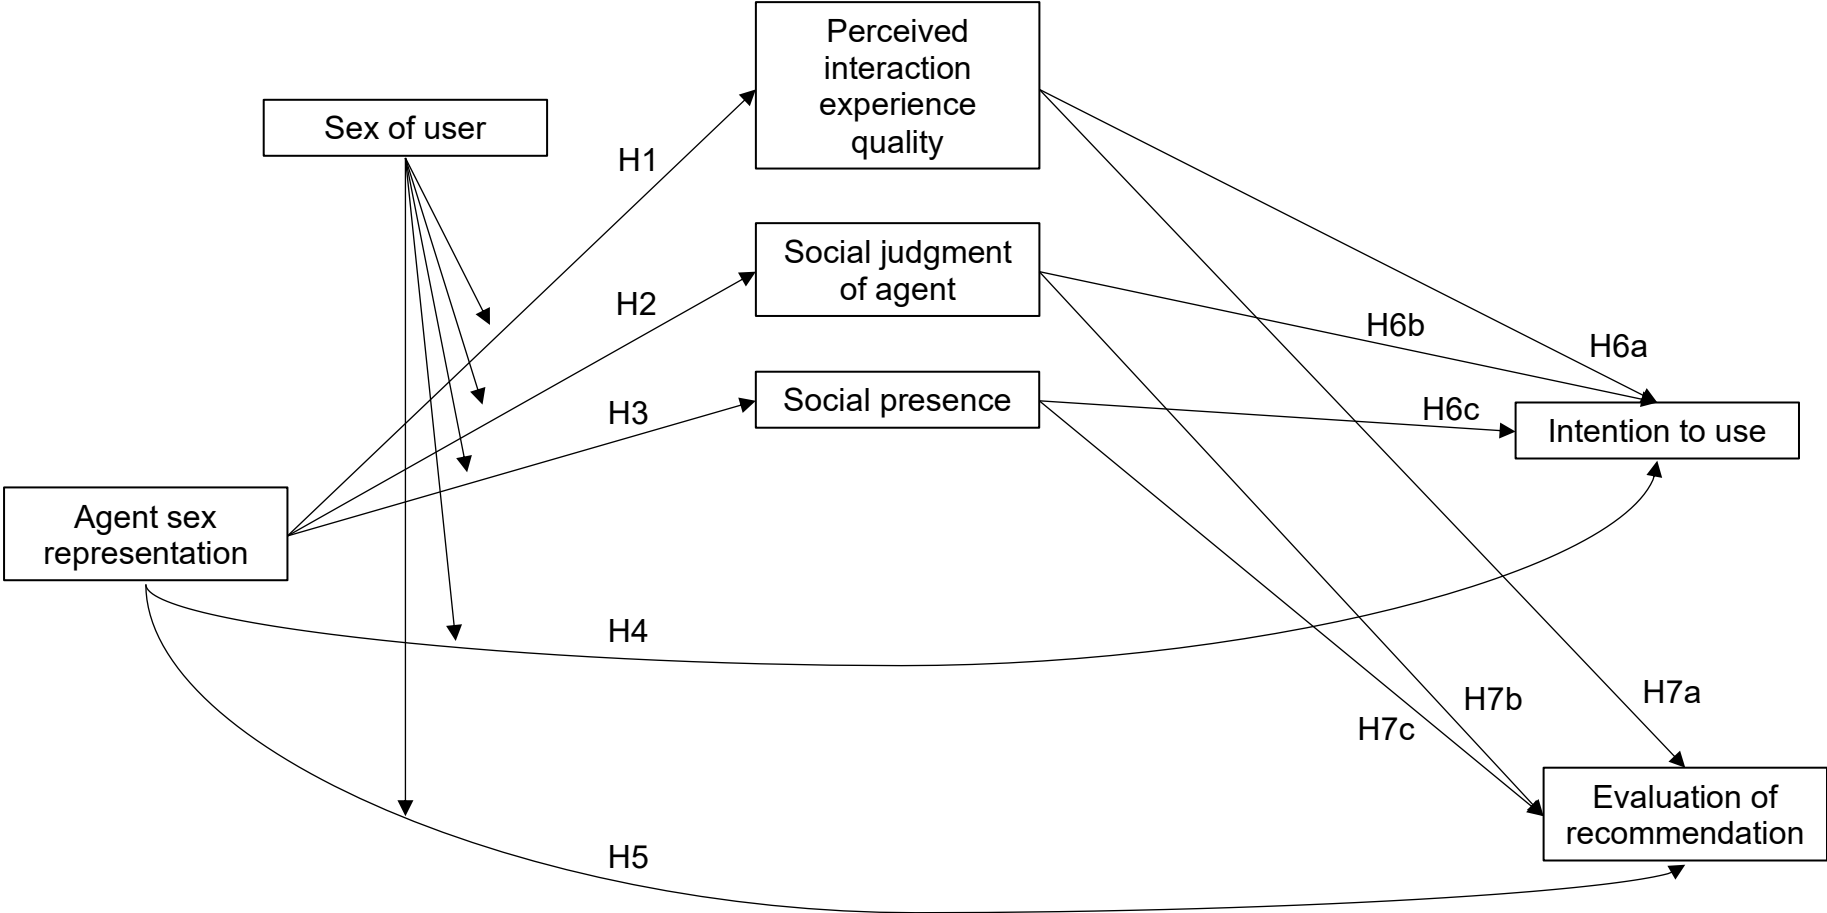 Perceived
interaction
experience
quality
Sex of user
H1
Social judgment
of agent
H2
H6b
H6a
Social presence
H3
H6c
Intention to use
Agent sex
representation
H4
H7b
H7a
H7c
Evaluation of
recommendation
H5